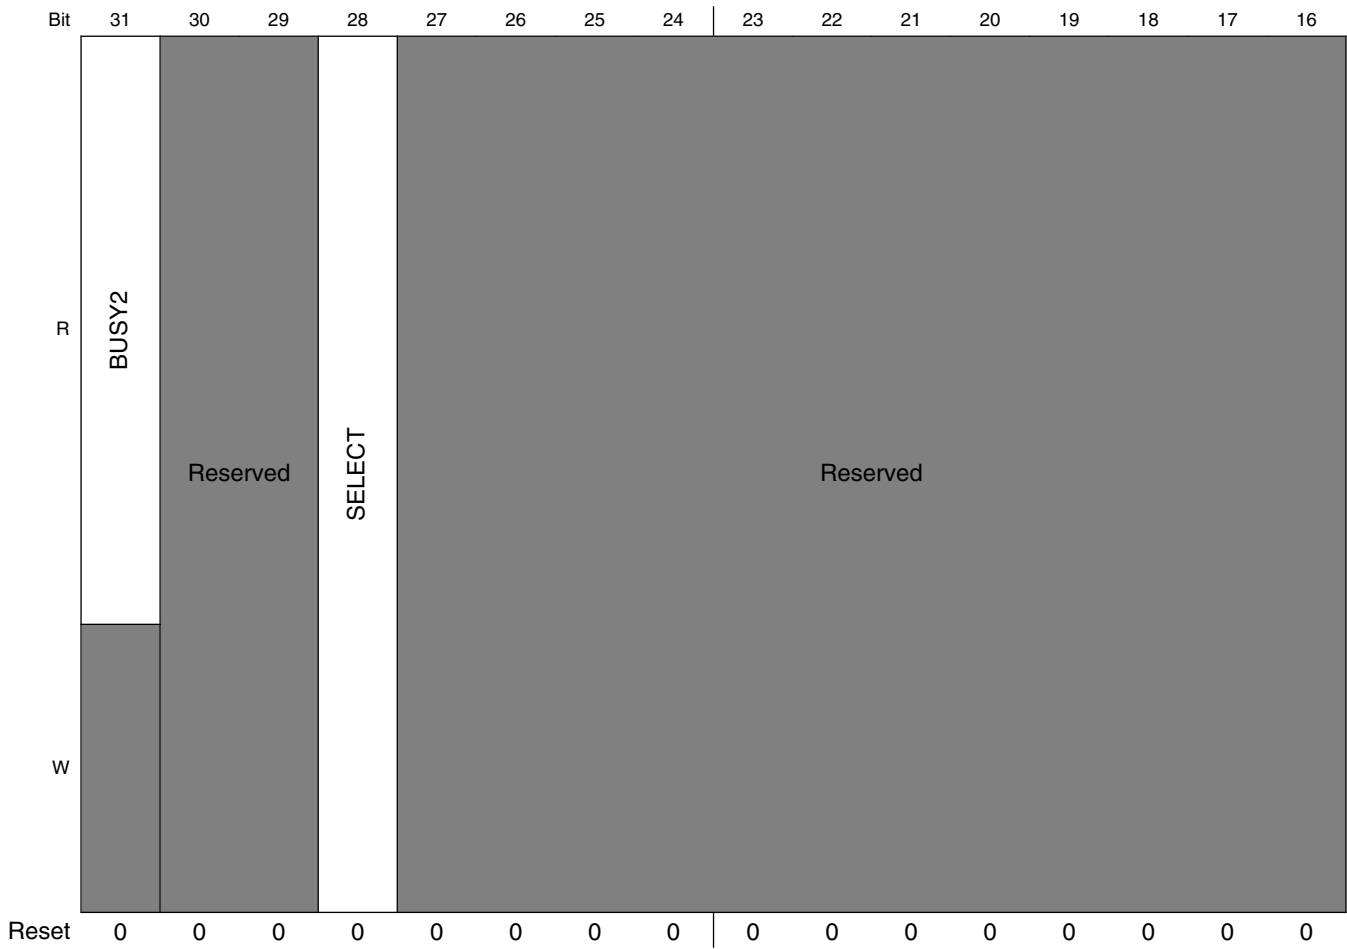 Bit 31 30 29 28 27 26 25 24 23 22 21 20 19 18 17 16
R
BUSY2
Reserved
SELECT
Reserved
W
Reset 0 0 0 0 0 0 0 0 0 0 0 0 0 0 0 0